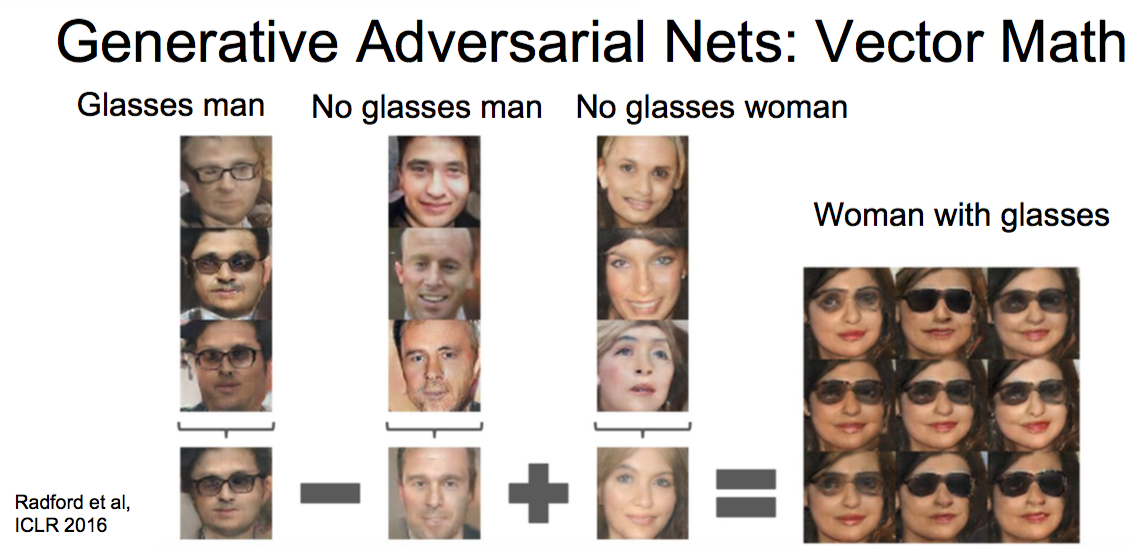 Generative Adversarial Nets: Vector Math
Glasses man
No glasses man
No glasses woman
Woman with glasses
Radford et al,
ICLR 2016